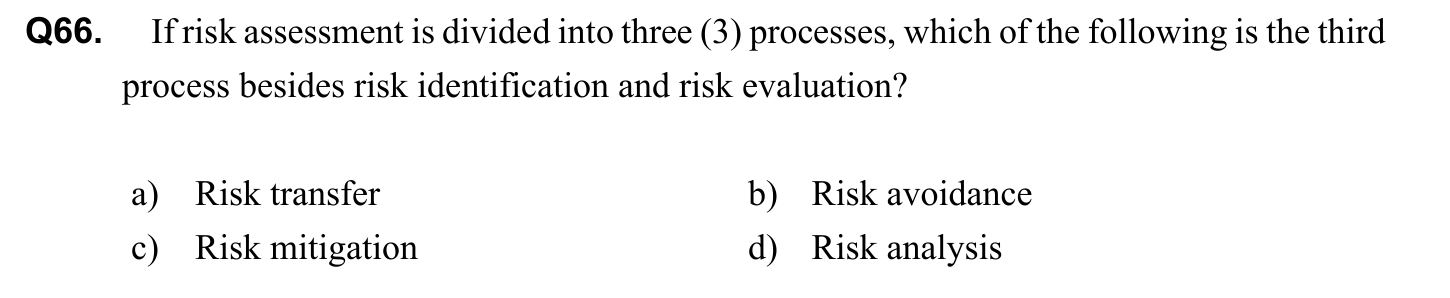 Q66. If risk assessment is divided into three (3) processes, which of the following is the third
process besides risk identification and risk evaluation?
a) Risk transfer b) Risk avoidance
c) Risk mitigation d) Risk analysis